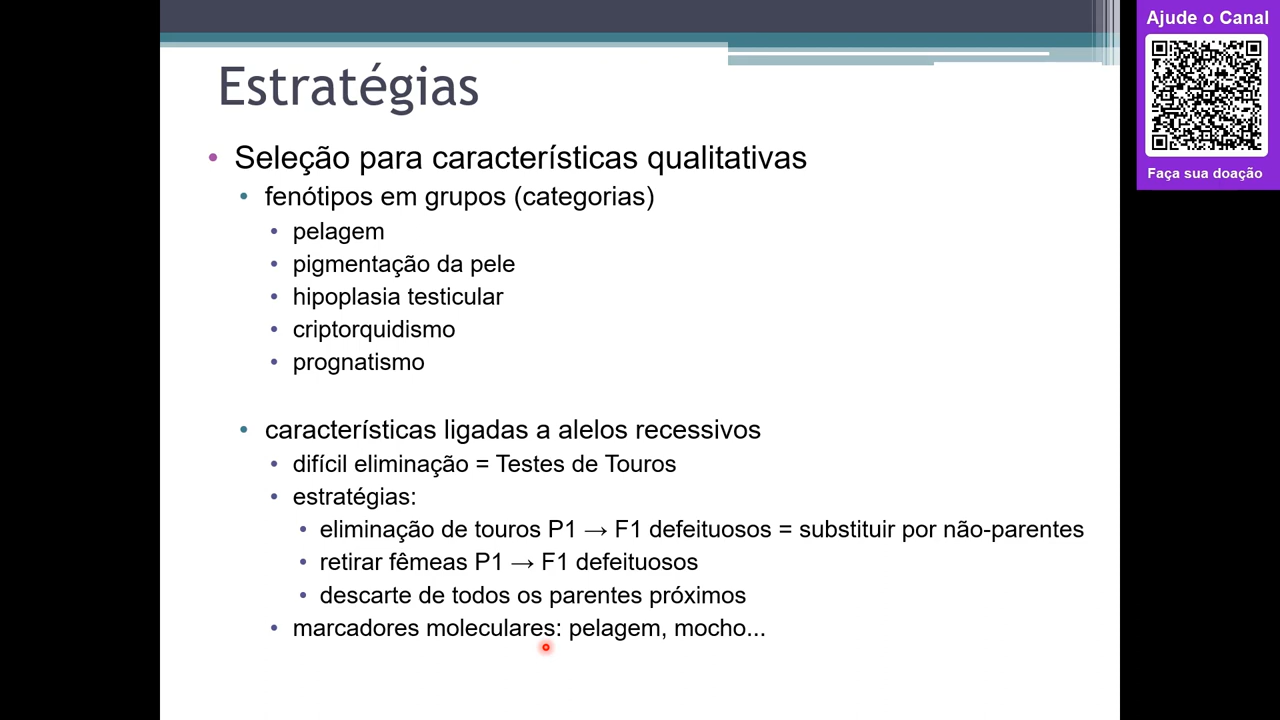 Ajude o Canal
Faça sua doação
Estratégias
• Seleção para características qualitativas
• fenótipos em grupos (categorias)
• pelagem
• pigmentação da pele
• hipoplasia testicular
• criptorquidismo
• prognatismo
• características ligadas a alelos recessivos
• difícil eliminação = Testes de Touros
• estratégias:
• eliminação de touros P1 → F1 defeituosos = substituir por não-parentes
• retirar fêmeas P1 → F1 defeituosos
• descarte de todos os parentes próximos
• marcadores moleculares: pelagem, mocho...